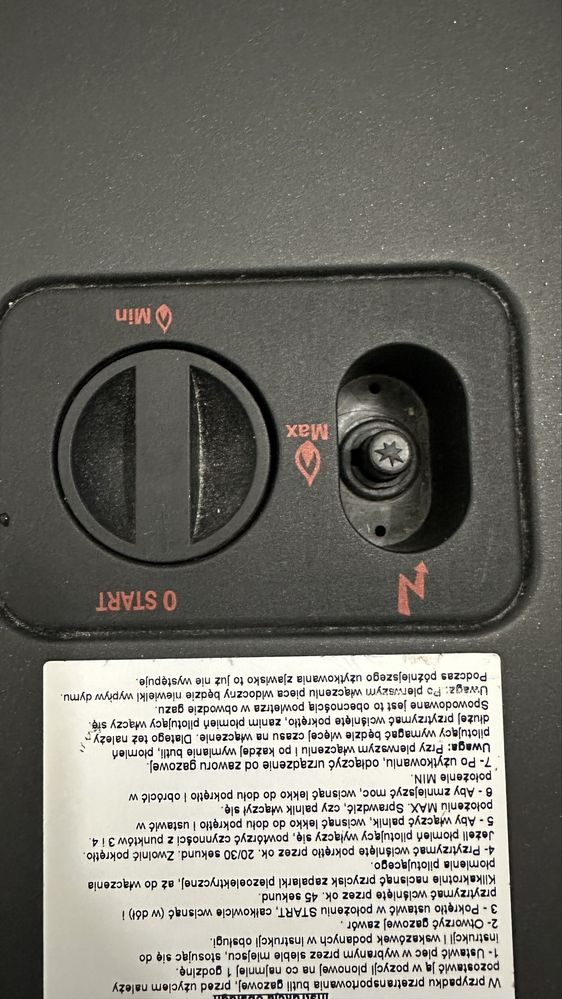 Instrukcja obsługi
W przypadku przetransportowania butli gazowej, przed użyciem należy
pozostawić ją w pozycji pionowej na co najmniej 1 godzinę.
-1- Ustawić piec w wybranym przez siebie miejscu, stosując się do
instrukcji i wskazówek podanych w instrukcji obsługi.
-2- Otworzyć gazowej zawór .
- 3 - Pokrętło ustawić w położeniu START, całkowicie wcisnąć (w dół) i
przytrzymać wciśnięte przez ok. 45 sekund.
Kilkakrotnie nacisnąć przycisk zapalarki piezoelektrycznej, aż do włączenia
płomienia pilotującego.
-4- Przytrzymać wciśnięte pokrętło przez ok. 20/30 sekund. Zwolnić pokrętło.
Jeżeli płomień pilotujący wyłączy się, powtórzyć czynności z punktów 3 i 4.
- 5 - Aby włączyć palnik, wcisnąć lekko do dołu pokrętło i ustawić w
położeniu MAX. Sprawdzić, czy palnik włączył się.
- 6 - Aby zmniejszyć moc, wcisnąć lekko do dołu pokrętło i obrócić w
położenie MIN.
-7- Po użytkowaniu, odłączyć urządzenie od zaworu gazowej.
Uwaga: Przy pierwszym włączeniu i po każdej wymianie butli, płomień
pilotujący wymagać będzie więcej czasu na włączenie. Dlatego też należy
dłużej przytrzymać wciśnięte pokrętło, zanim płomień pilotujący włączy się.
Spowodowane jest to obecnością powietrza w obwodzie gazu.
Uwaga: Po pierwszym włączeniu pieca widoczny będzie niewielki wypływ dymu.
Podczas późniejszego użytkowania zjawisko to już nie występuje.
0 START
Max
Min